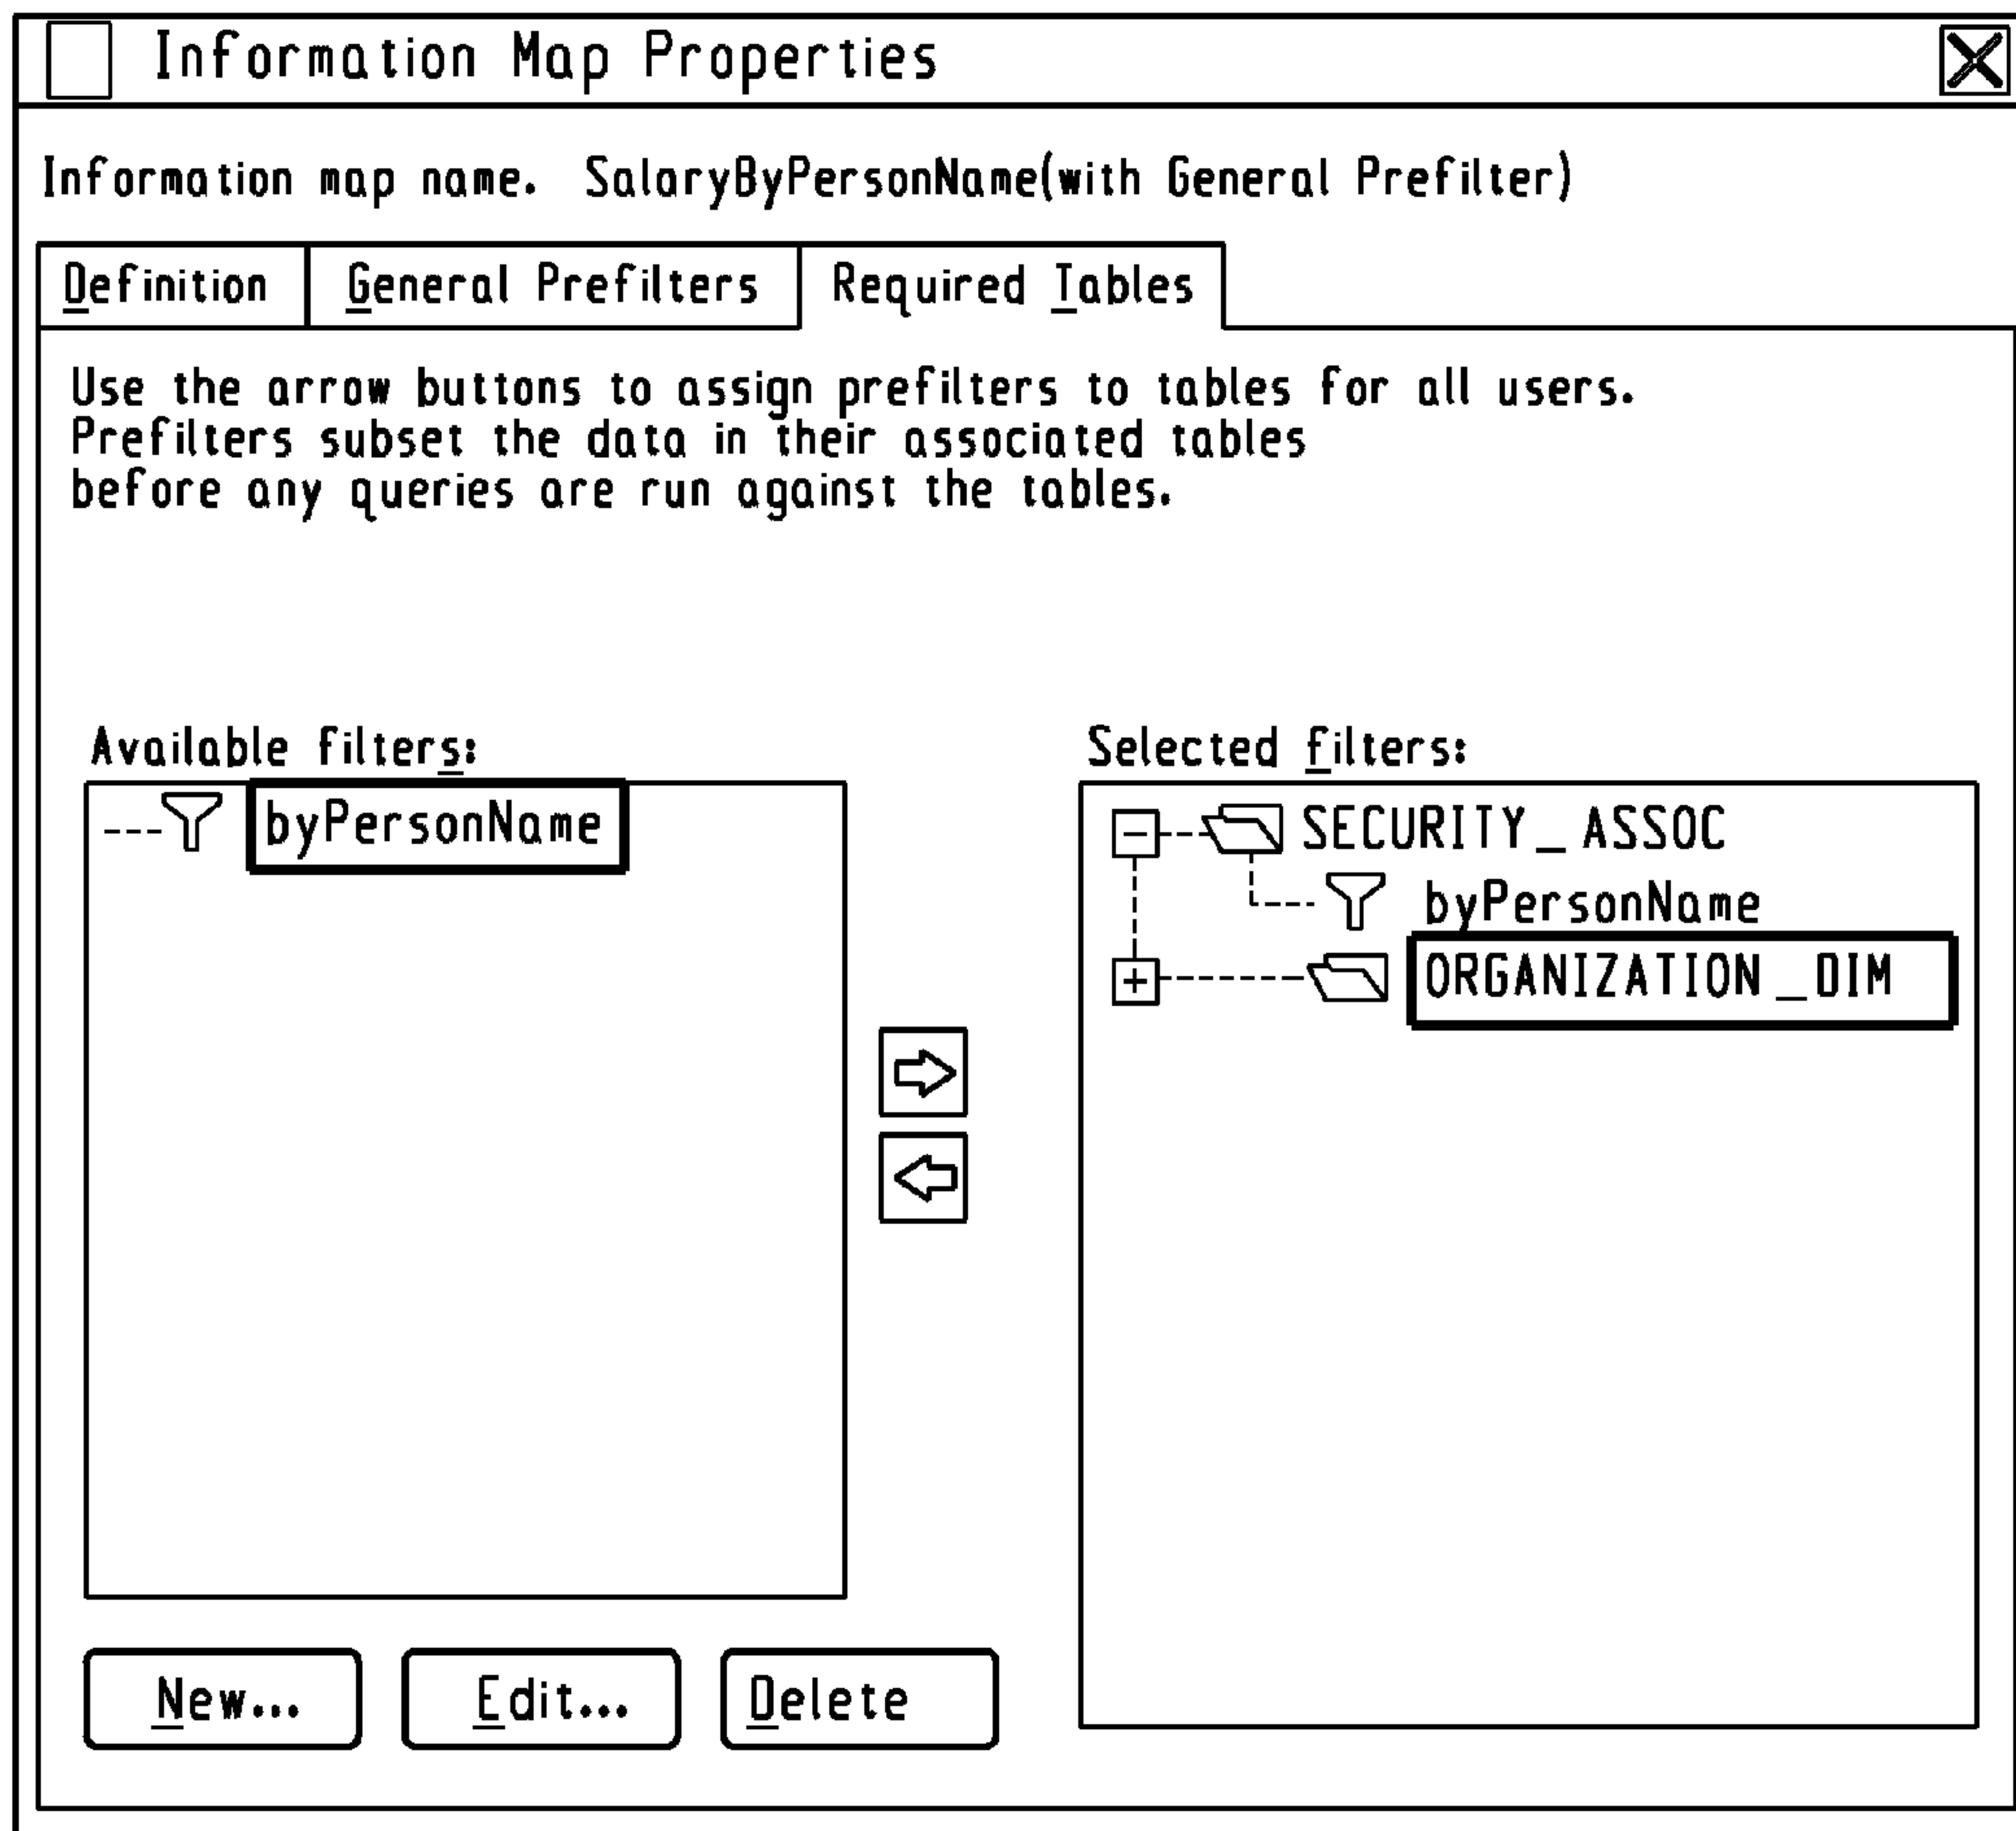 Information Map Properties
Information map name. SalaryByPersonName(with General Prefilter)
Definition General Prefilters Required Tables
Use the arrow buttons to assign prefilters to tables for all users.
Prefilters subset the data in their associated tables
before any queries are run against the tables.
Available filters: Selected filters:
byPersonName SECURITY_ASSOC
byPersonName
ORGANIZATION_DIM
New... Edit... Delete